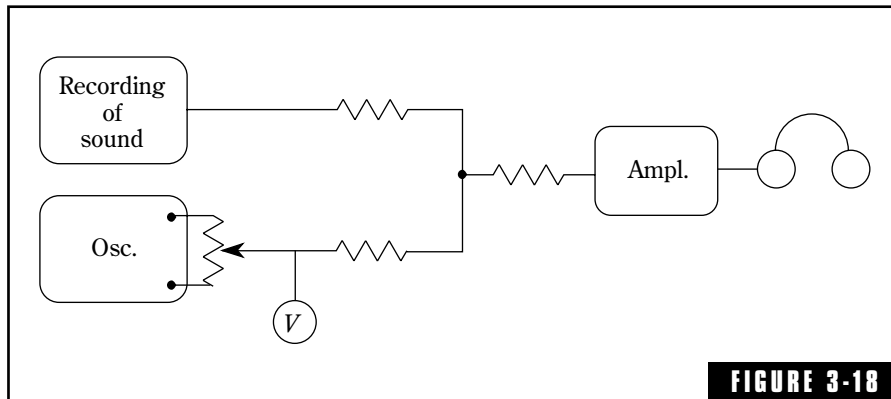 Recording
of
sound
Ampl.
Osc.
V
FIGURE 3-18